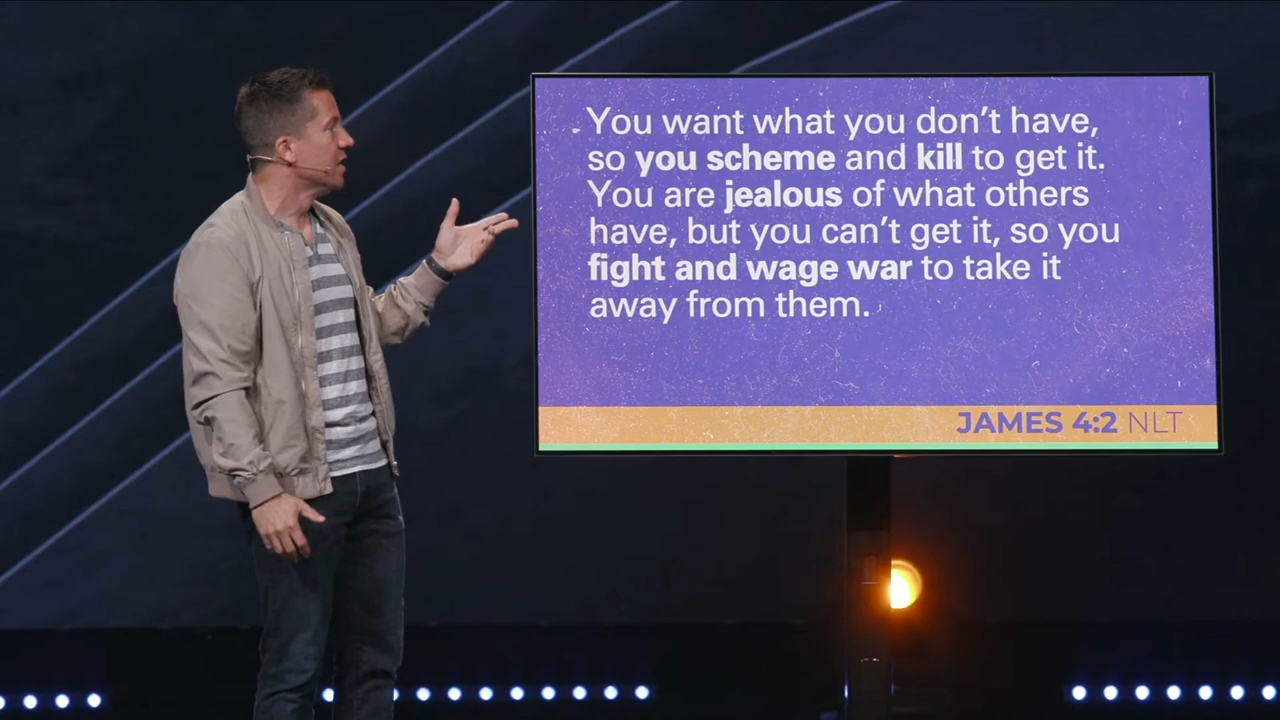 You want what you don’t have,
so you scheme and kill to get it.
You are jealous of what others
have, but you can’t get it, so you
fight and wage war to take it
away from them.
JAMES 4:2 NLT